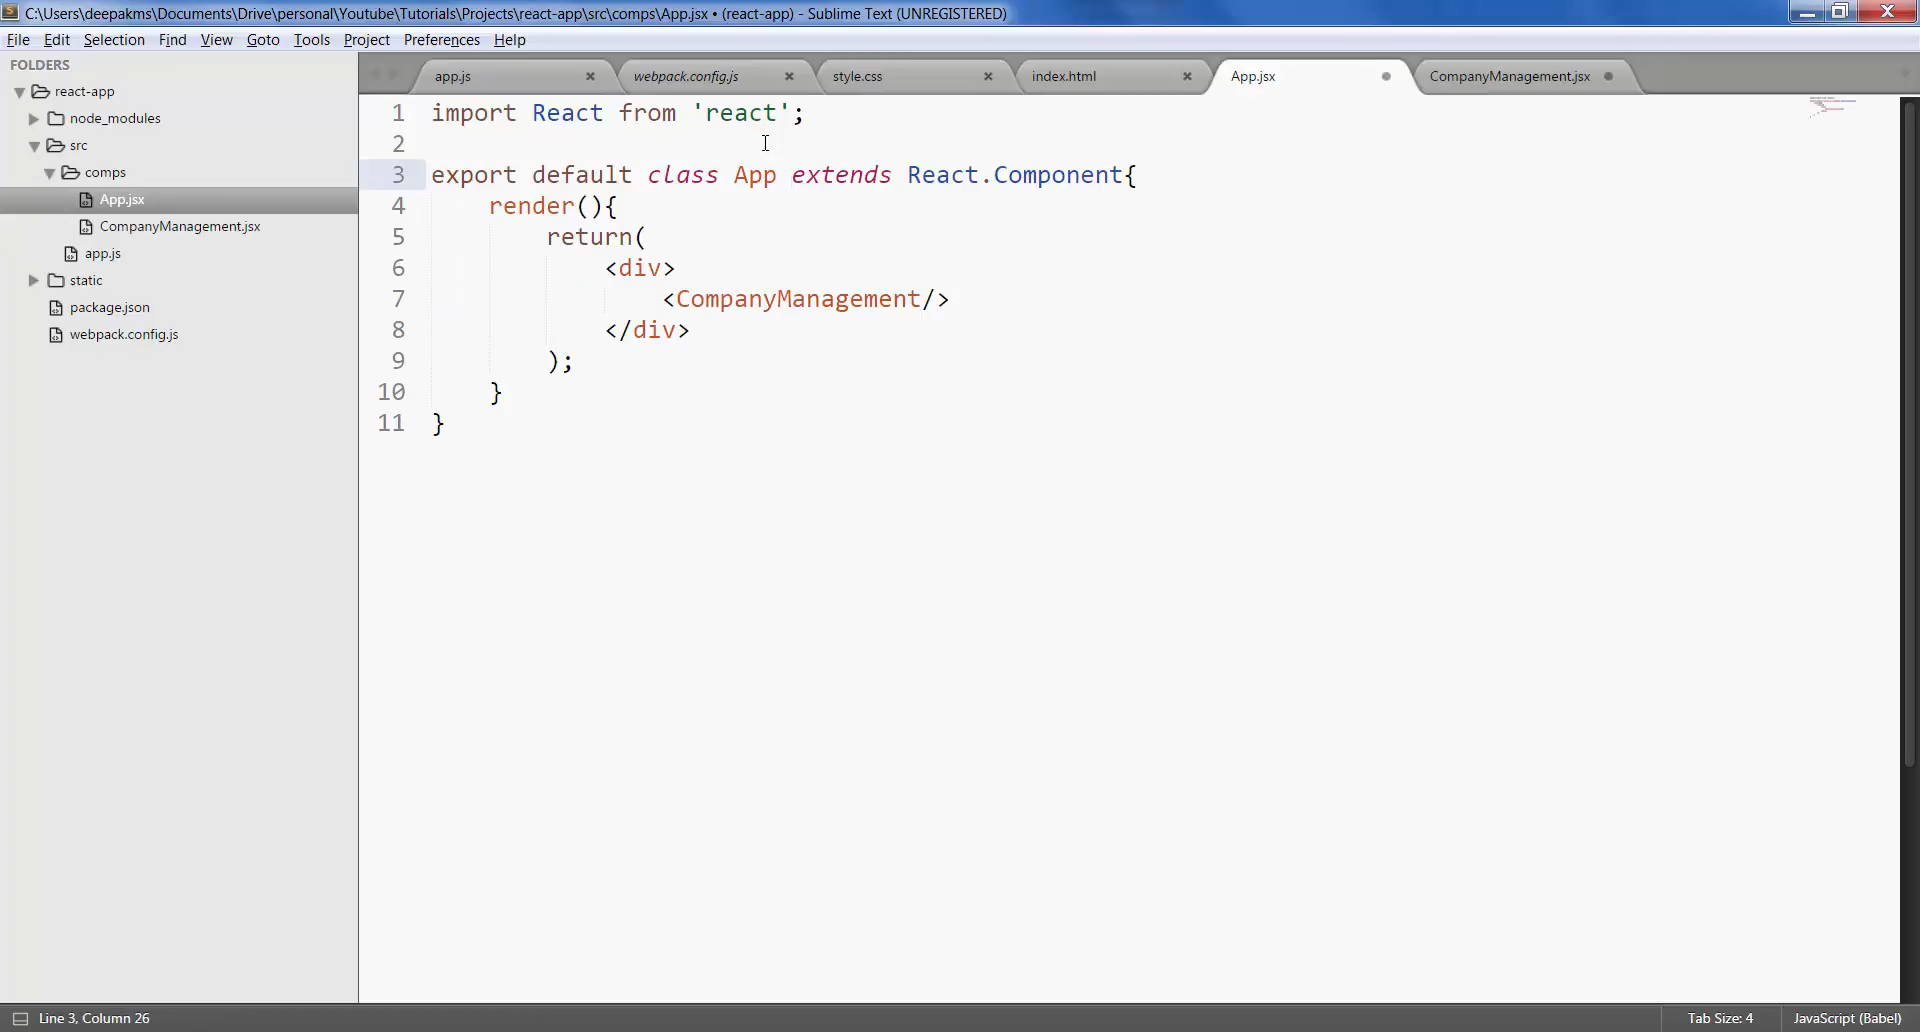 C:\Users\deepakms\Documents\Drive\personal\Youtube\Tutorials\Projects\react-app\src\comps\App.jsx • (react-app) - Sublime Text (UNREGISTERED)
File Edit Selection Find View Goto Tools Project Preferences Help
FOLDERS
react-app
node_modules
src
comps
App.jsx
CompanyManagement.jsx
app.js
static
package.json
webpack.config.js
app.js webpack.config.js style.css index.html App.jsx CompanyManagement.jsx
1 import React from 'react';
2
3 export default class App extends React.Component{
4 render(){
5 return(
6 <div>
7 <CompanyManagement/>
8 </div>
9 );
10 }
11 }
Line 3, Column 26 Tab Size: 4 JavaScript (Babel)